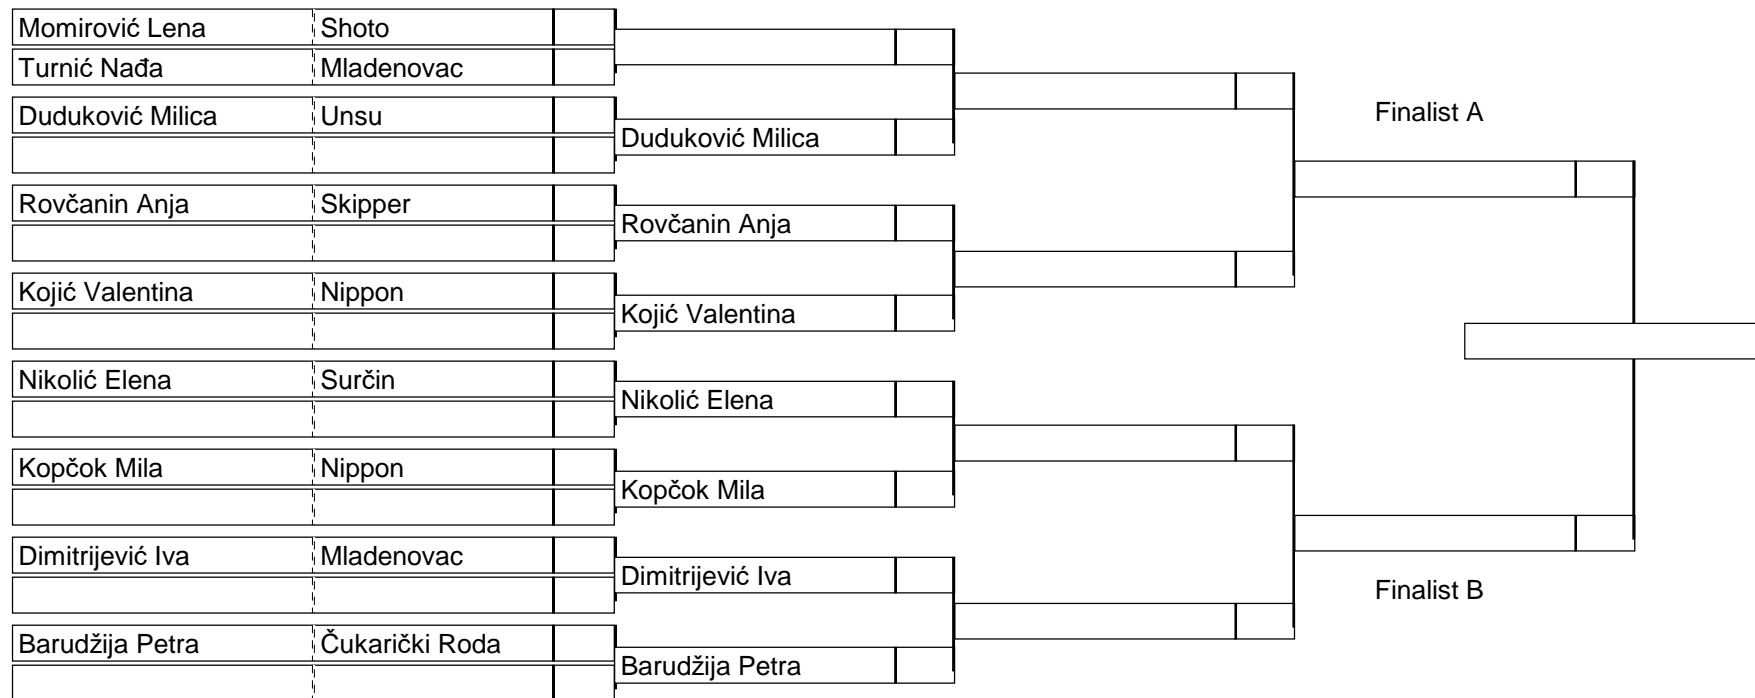 Momirović Lena Shoto
Turnić Nađa Mladenovac
Duduković Milica Unsu
Rovčanin Anja Skipper
Kojić Valentina Nippon
Nikolić Elena Surčin
Kopčok Mila Nippon
Dimitrijević Iva Mladenovac
Barudžija Petra Čukarički Roda
Duduković Milica
Rovčanin Anja
Kojić Valentina
Nikolić Elena
Kopčok Mila
Dimitrijević Iva
Barudžija Petra
Finalist A
Finalist B